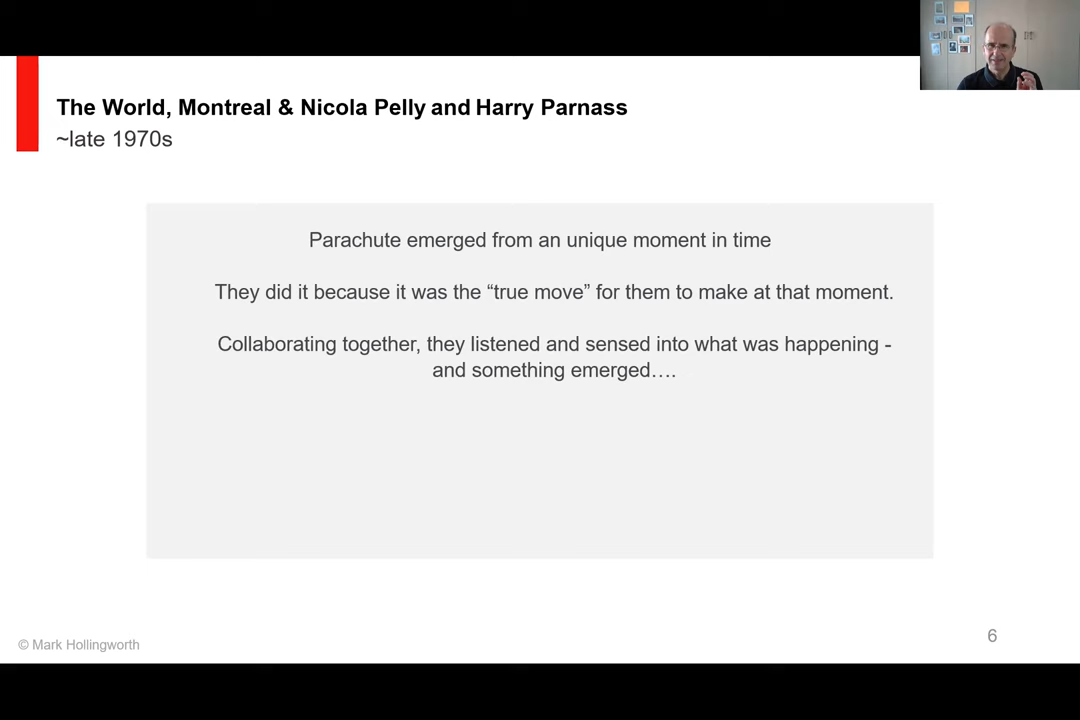 The World, Montreal & Nicola Pelly and Harry Parnass
~late 1970s
Parachute emerged from an unique moment in time
They did it because it was the “true move” for them to make at that moment.
Collaborating together, they listened and sensed into what was happening -
and something emerged….
© Mark Hollingworth
6